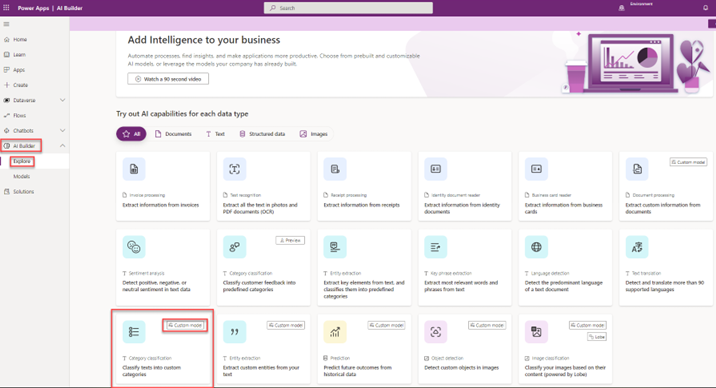 Power Apps | AI Builder
Search
Environment
Home
Learn
Apps
Create
Dataverse
Flows
Chatbots
AI Builder
Explore
Models
Solutions
Add Intelligence to your business
Automate processes, find insights, and make applications more productive. Choose from prebuilt and customizable
AI models, or leverage the models your company has already built.
Watch a 90 second video
Try out AI capabilities for each data type
All
Documents
Text
Structured data
Images
Invoice processing
Extract information from invoices
Text recognition
Extract all the text in photos and
PDF documents (OCR)
Receipt processing
Extract information from receipts
Identity document reader
Extract information from identity
documents
Business card reader
Extract information from business
cards
Custom model
Document processing
Extract custom information from
documents
Sentiment analysis
Detect positive, negative, or
neutral sentiment in text data
Preview
Category classification
Classify customer feedback into
predefined categories
Entity extraction
Extract key elements from text, and
classifies them into predefined
categories
Key phrase extraction
Extract most relevant words and
phrases from text
Language detection
Detect the predominant language
of a text document
Text translation
Detect and translate more than 90
supported languages
Custom model
Category classification
Classify texts into custom
categories
Custom model
Entity extraction
Extract custom entities from your
text
Custom model
Prediction
Predict future outcomes from
historical data
Custom model
Object detection
Detect custom objects in images
Custom model
Lobe
Image classification
Classify your images based on their
content (powered by Lobe)